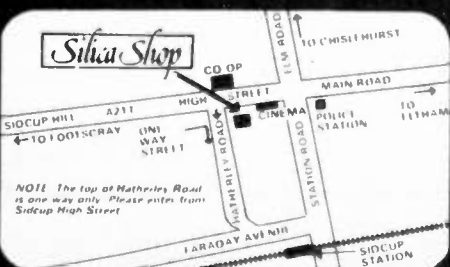 Silica Shop
TO CHISLEHURST
ELM ROAD
CO OP
MAIN ROAD
HIGH STREET
SIDCUP HILL A211
CINEMA
POLICE
STATION
TO
ELTHAM
TO FOOTSCRAY
ONE
WAY
STREET
HATHERLEY ROAD
STATION ROAD
NOTE The top of Hatherley Road
is one way only. Please enter from
Sidcup High Street
FARADAY AVENUE
SIDCUP
STATION